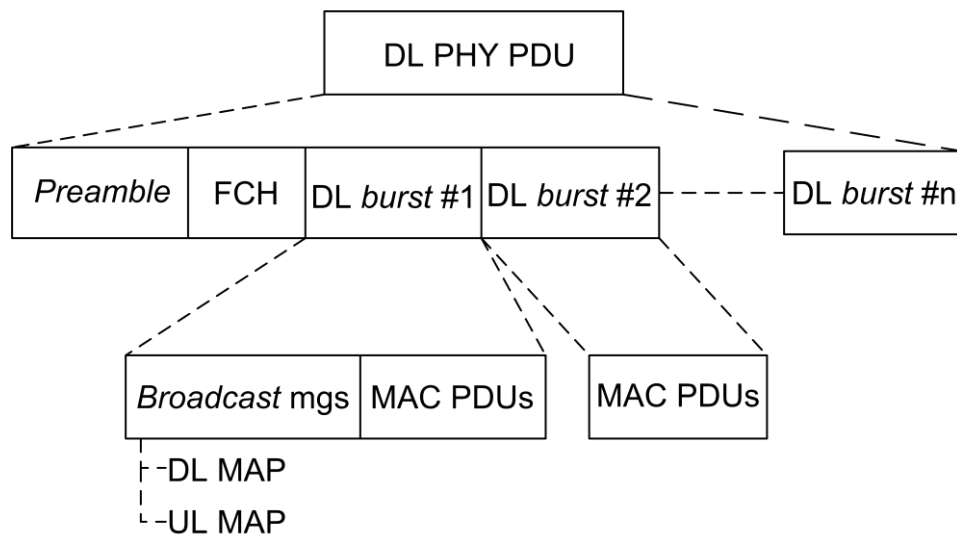 DL PHY PDU
Preamble FCH DL burst #1 DL burst #2 DL burst #n
Broadcast mgs MAC PDUs MAC PDUs
DL MAP
UL MAP